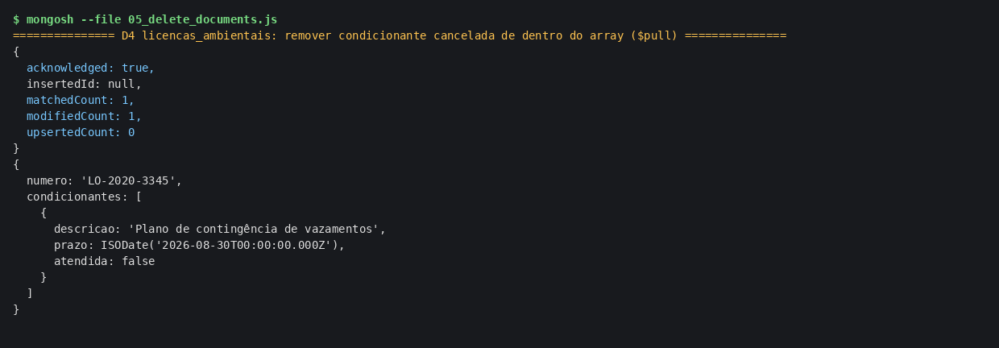 $ mongosh --file 05_delete_documents.js
=============== D4 licencas_ambientais: remover condicionante cancelada de dentro do array ($pull) ===============
{
  acknowledged: true,
  insertedId: null,
  matchedCount: 1,
  modifiedCount: 1,
  upsertedCount: 0
}
{
  numero: 'LO-2020-3345',
  condicionantes: [
    {
      descricao: 'Plano de contingência de vazamentos',
      prazo: ISODate('2026-08-30T00:00:00.000Z'),
      atendida: false
    }
  ]
}